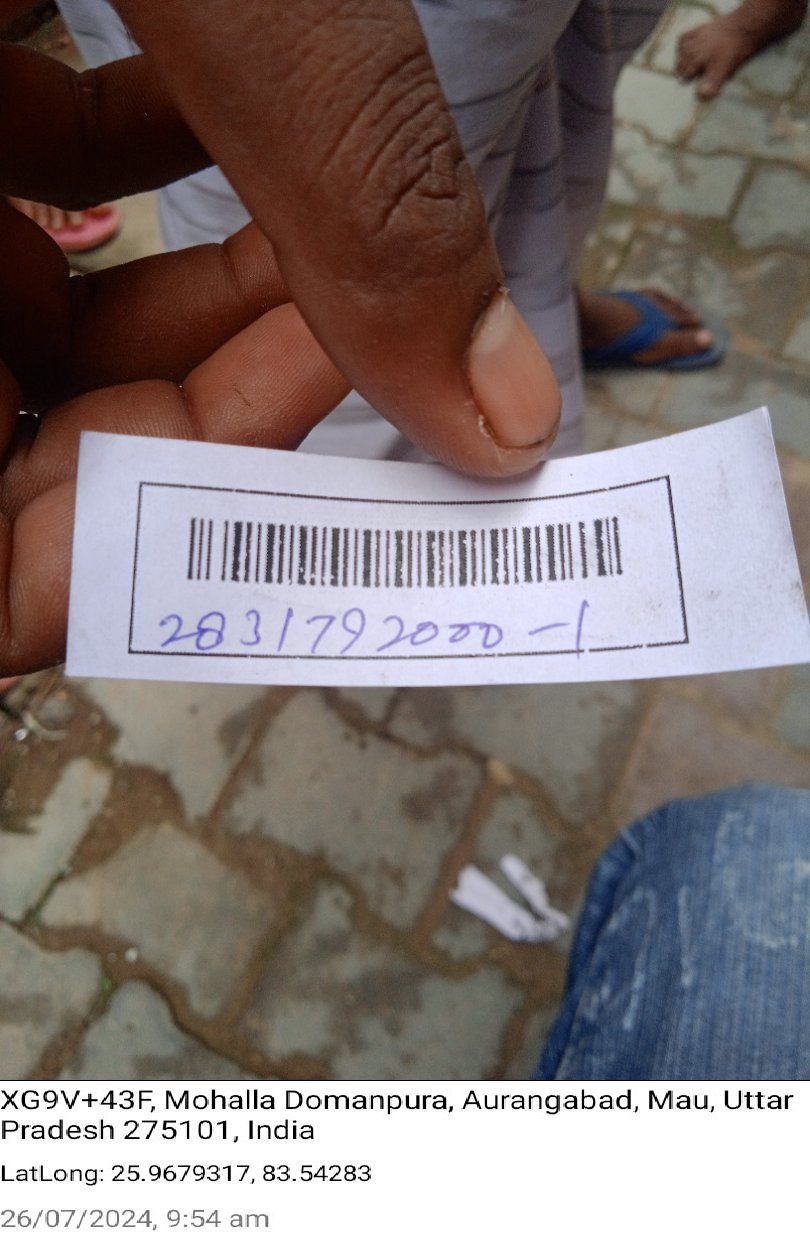 2831792000-1
XG9V+43F, Mohalla Domanpura, Aurangabad, Mau, Uttar
Pradesh 275101, India
LatLong: 25.9679317, 83.54283
26/07/2024, 9:54 am